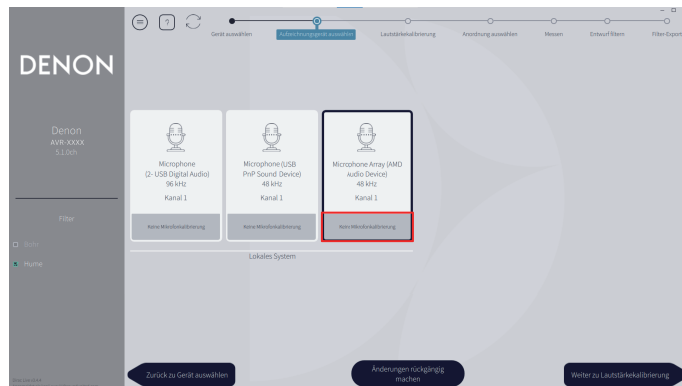 ?
Gerät auswählen
Aufzeichnungsgerät auswählen
Lautstärkekalibrierung
Anordnung auswählen
Messen
Entwurf filtern
Filter-Export
DENON
Denon
AVR-XXXX
5.1.0ch
Filter
Hume
Microphone
(2- USB Digital Audio)
96 kHz
Kanal 1
Keine Mikrofonkalibrierung
Microphone (USB
PnP Sound Device)
48 kHz
Kanal 1
Keine Mikrofonkalibrierung
Microphone Array (AMD
Audio Device)
48 kHz
Kanal 1
Keine Mikrofonkalibrierung
Lokales System
Zurück zu Gerät auswählen
Änderungen rückgängig
machen
Weiter zu Lautstärkekalibrierung